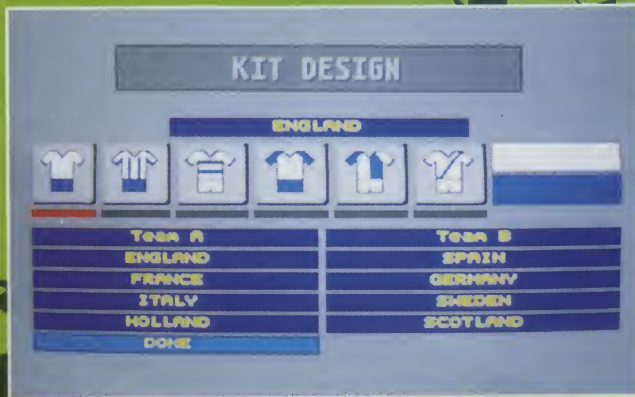 KIT DESIGN
ENGLAND
Team A Team B
ENGLAND SPAIN
FRANCE GERMANY
ITALY SWEDEN
HOLLAND SCOTLAND
DONE